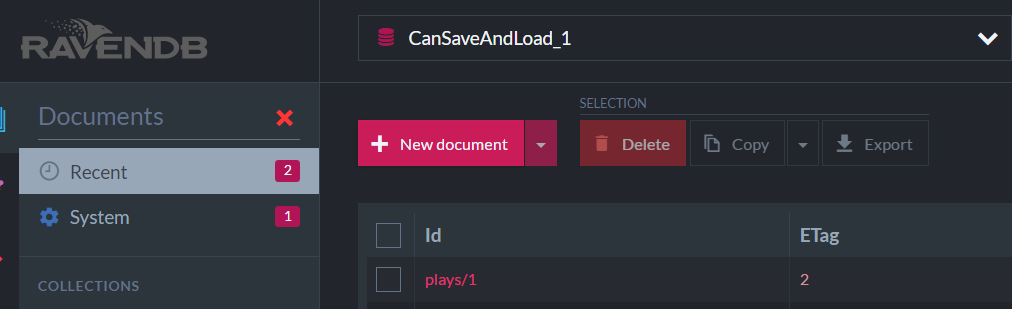 RAVENDB
CanSaveAndLoad_1
Documents
SELECTION
New document
Delete
Copy
Export
Recent
2
System
1
Id
ETag
plays/1
2
COLLECTIONS